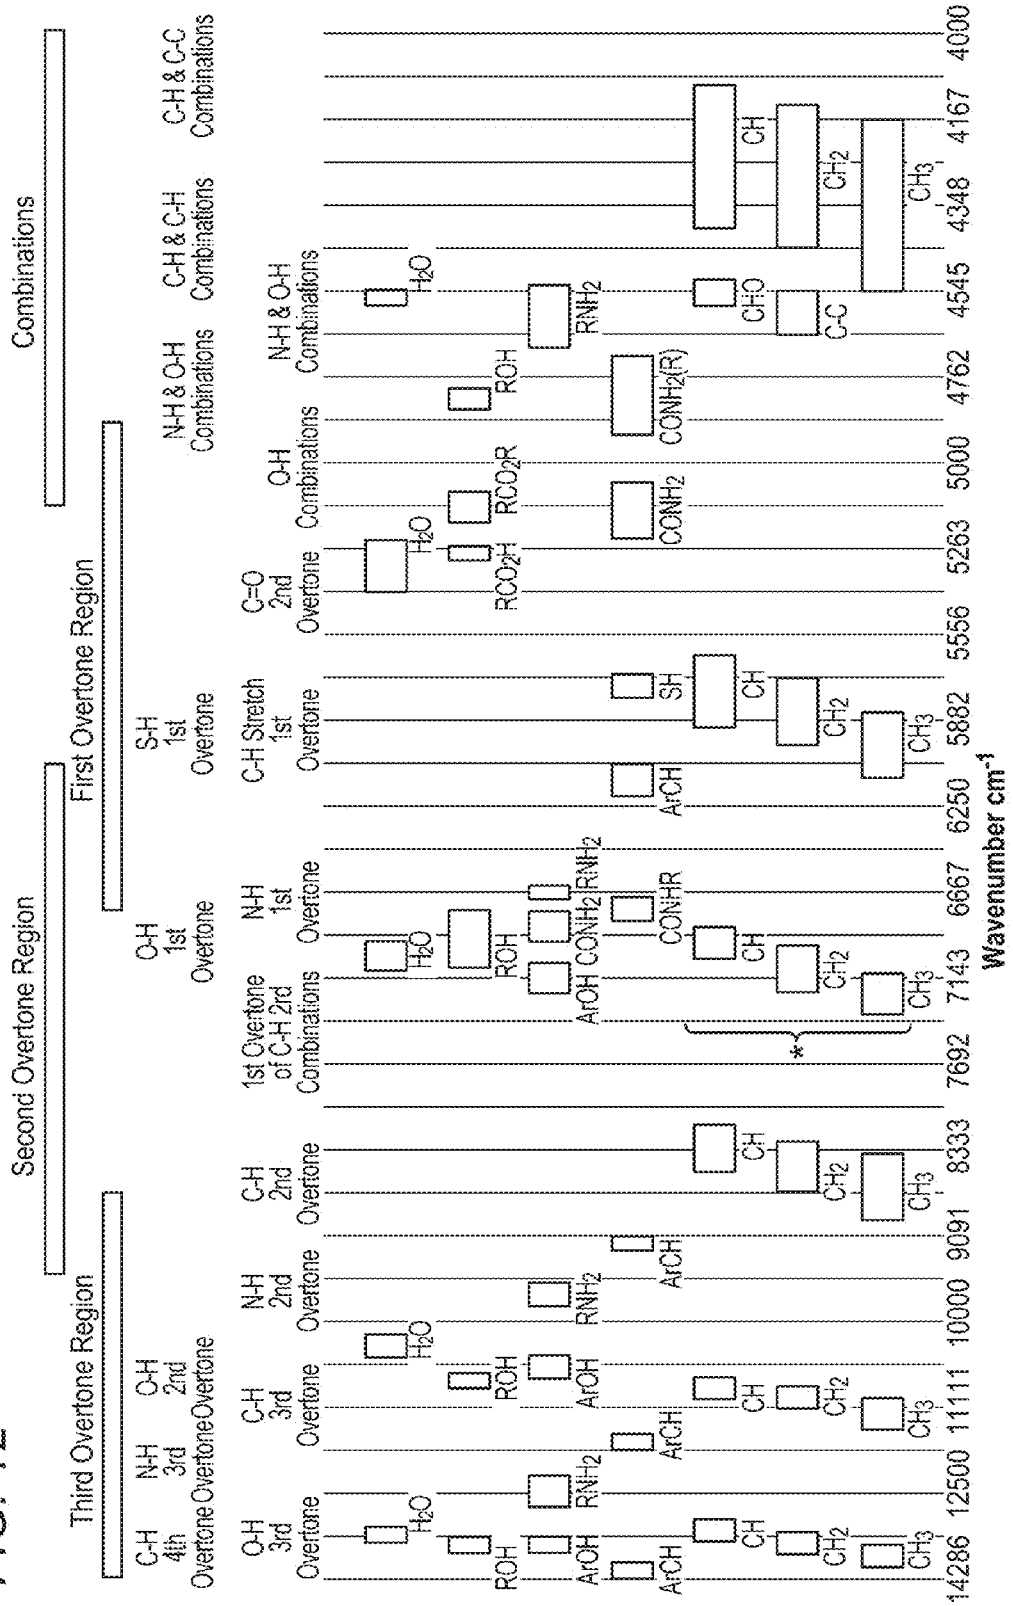 Third Overtone Region
Second Overtone Region
First Overtone Region
Combinations
C-H
4th
Overtone
N-H
3rd
Overtone
O-H
2nd
Overtone
O-H
1st
Overtone
S-H
1st
Overtone
N-H & O-H
Combinations
C-H & C-H
Combinations
C-H & C-C
Combinations
O-H
3rd
Overtone
C-H
3rd
Overtone
N-H
2nd
Overtone
C-H
2nd
Overtone
1st Overtone
of C-H 2rd
Combinations
N-H
1st
Overtone
C-H Stretch
1st
Overtone
C=O
2nd
Overtone
O-H
Combinations
N-H & O-H
Combinations
H2O
H2O
H2O
H2O
H2O
ROH
ROH
ROH
RCO2H
RCO2R
ROH
ArOH
RNH2
ArOH
RNH2
ArOH
CONH2
RNH2
RNH2
ArCH
ArCH
ArCH
CONHR
ArCH
SH
CONH2
CONH2(R)
CH
CH
CH
CH
CH
CHO
CH
CH2
CH2
CH2
CH2
CH2
C-C
CH2
CH3
CH3
CH3
CH3
CH3
CH3
*
14286 12500 11111 10000 9091 8333 7692 7143 6667 6250 5882 5556 5263 5000 4762 4545 4348 4167 4000
Wavenumber cm-1